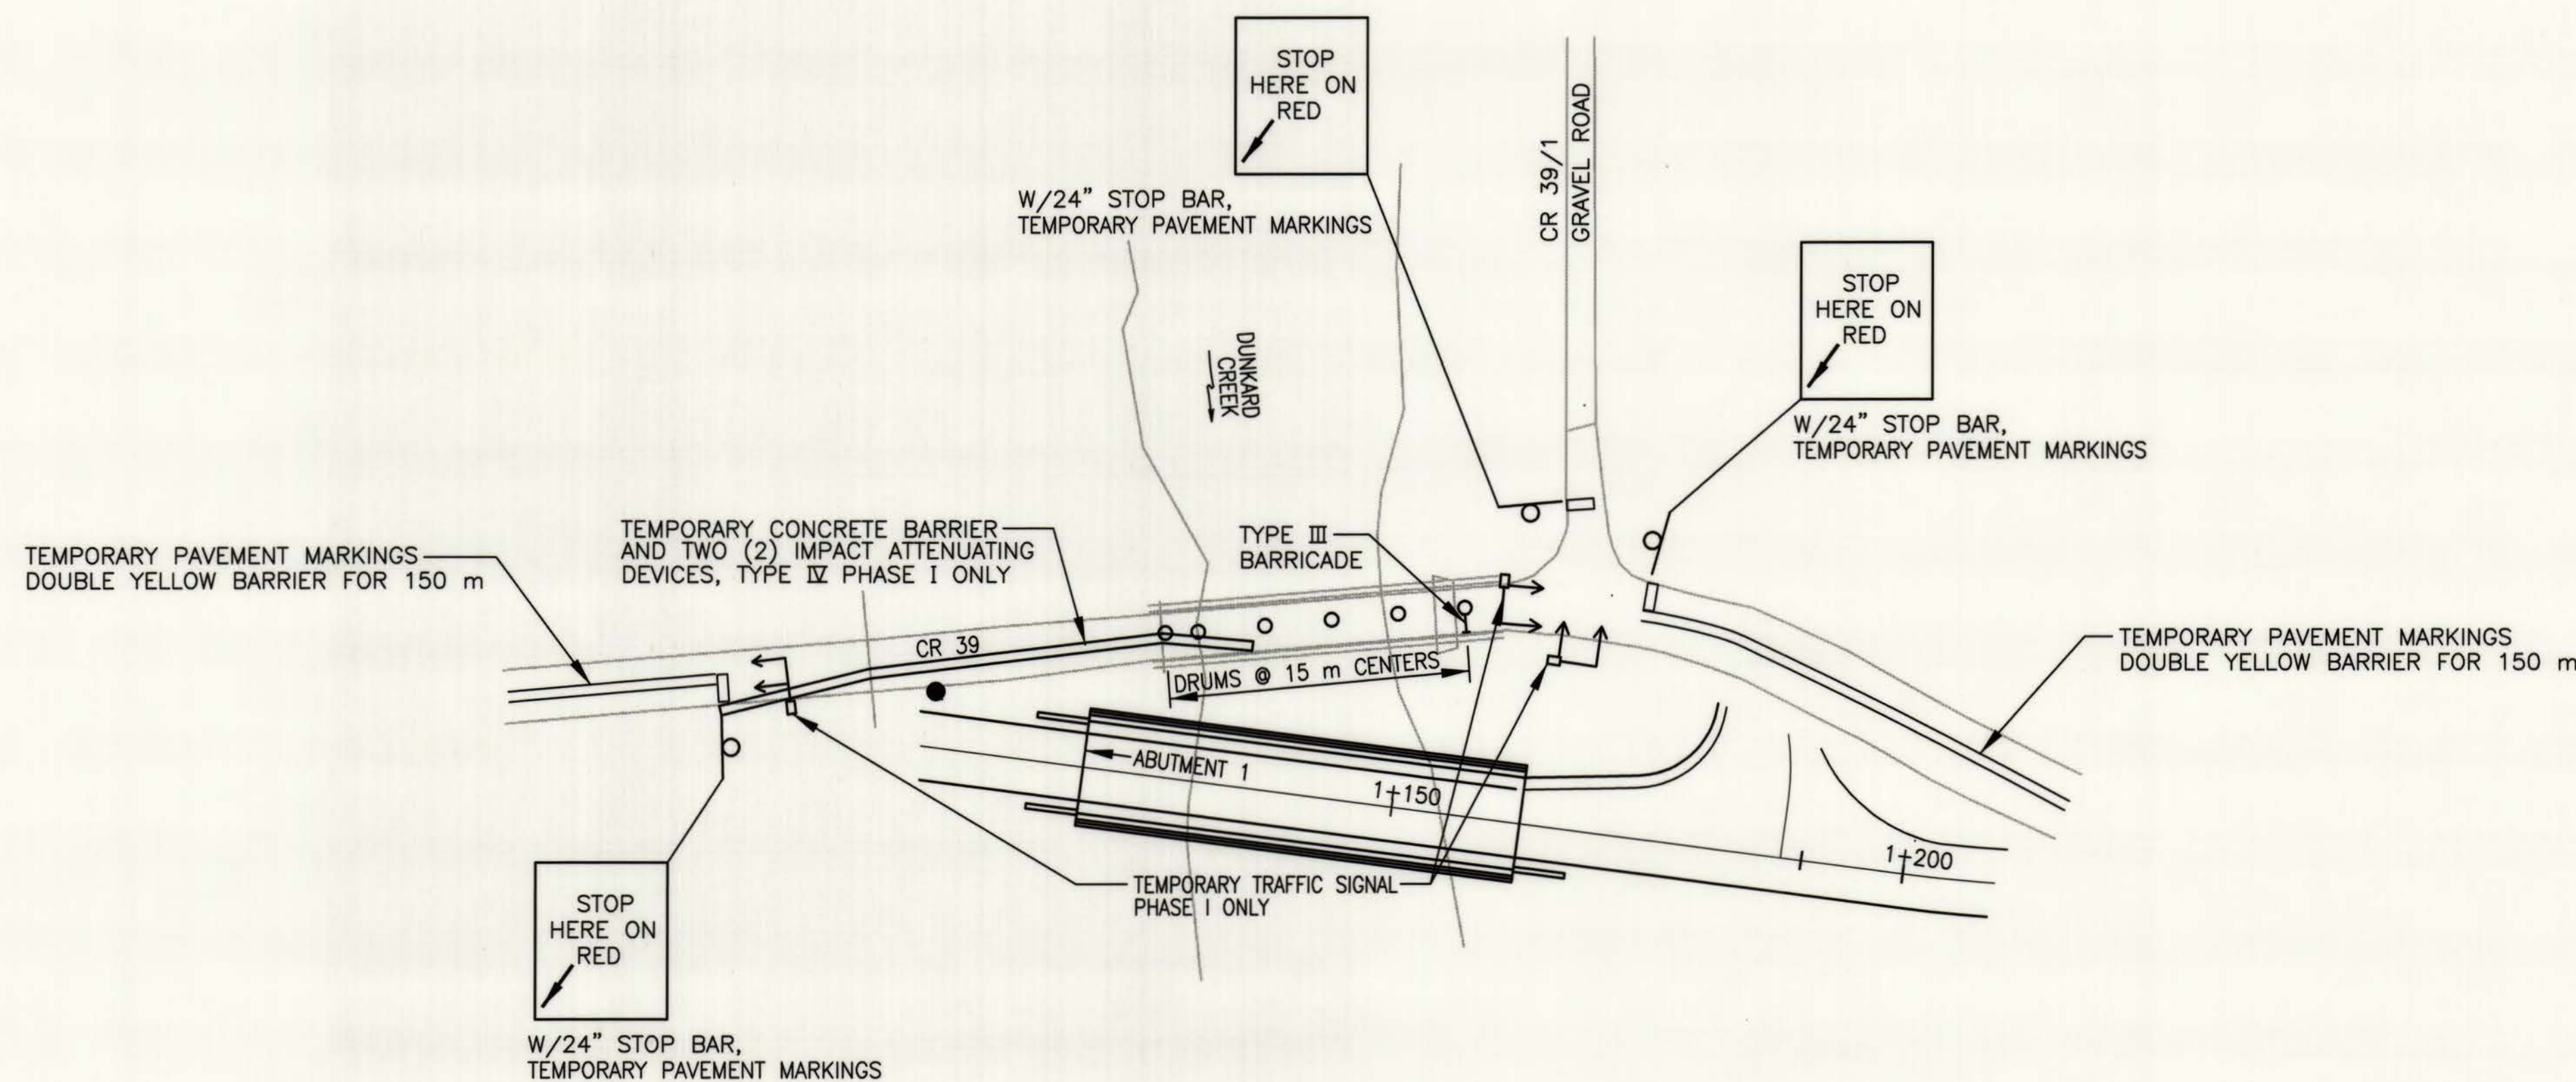 STOP
HERE ON
RED
W/24” STOP BAR,
TEMPORARY PAVEMENT MARKINGS
CR 39/1
GRAVEL ROAD
STOP
HERE ON
RED
W/24” STOP BAR,
TEMPORARY PAVEMENT MARKINGS
DUNKARD
CREEK
TEMPORARY CONCRETE BARRIER
AND TWO (2) IMPACT ATTENUATING
DEVICES, TYPE IV PHASE I ONLY
TYPE III
BARRICADE
TEMPORARY PAVEMENT MARKINGS
DOUBLE YELLOW BARRIER FOR 150 m
CR 39
TEMPORARY PAVEMENT MARKINGS
DOUBLE YELLOW BARRIER FOR 150 m
DRUMS @ 15 m CENTERS
ABUTMENT 1
1+150
1+200
TEMPORARY TRAFFIC SIGNAL
PHASE I ONLY
STOP
HERE ON
RED
W/24” STOP BAR,
TEMPORARY PAVEMENT MARKINGS